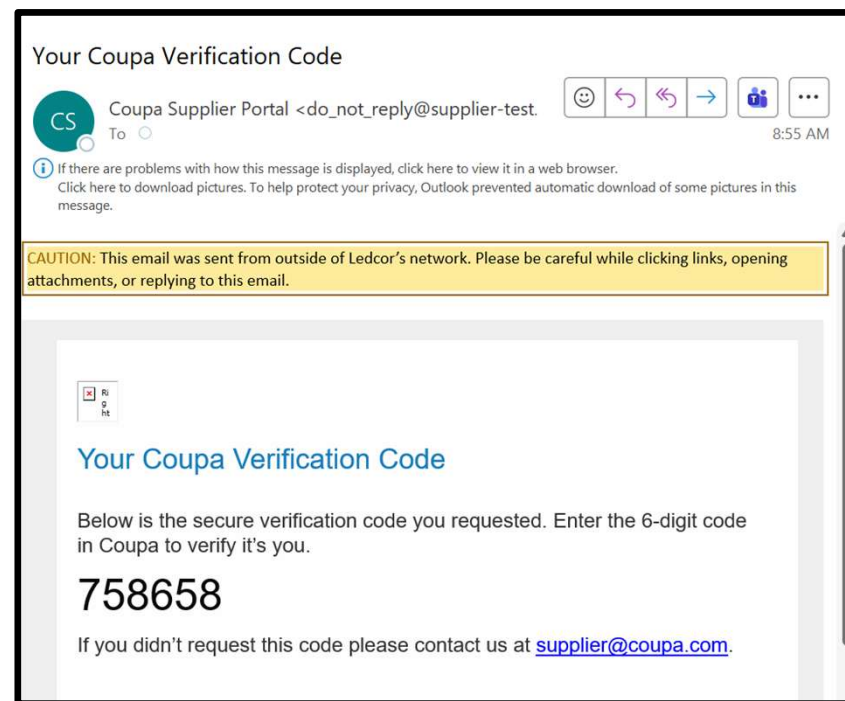 Your Coupa Verification Code
CS
Coupa Supplier Portal <do_not_reply@supplier-test.
To
8:55 AM
If there are problems with how this message is displayed, click here to view it in a web browser.
Click here to download pictures. To help protect your privacy, Outlook prevented automatic download of some pictures in this
message.
CAUTION: This email was sent from outside of Ledcor's network. Please be careful while clicking links, opening
attachments, or replying to this email.
Ri
g
ht
Your Coupa Verification Code
Below is the secure verification code you requested. Enter the 6-digit code
in Coupa to verify it's you.
758658
If you didn't request this code please contact us at supplier@coupa.com.